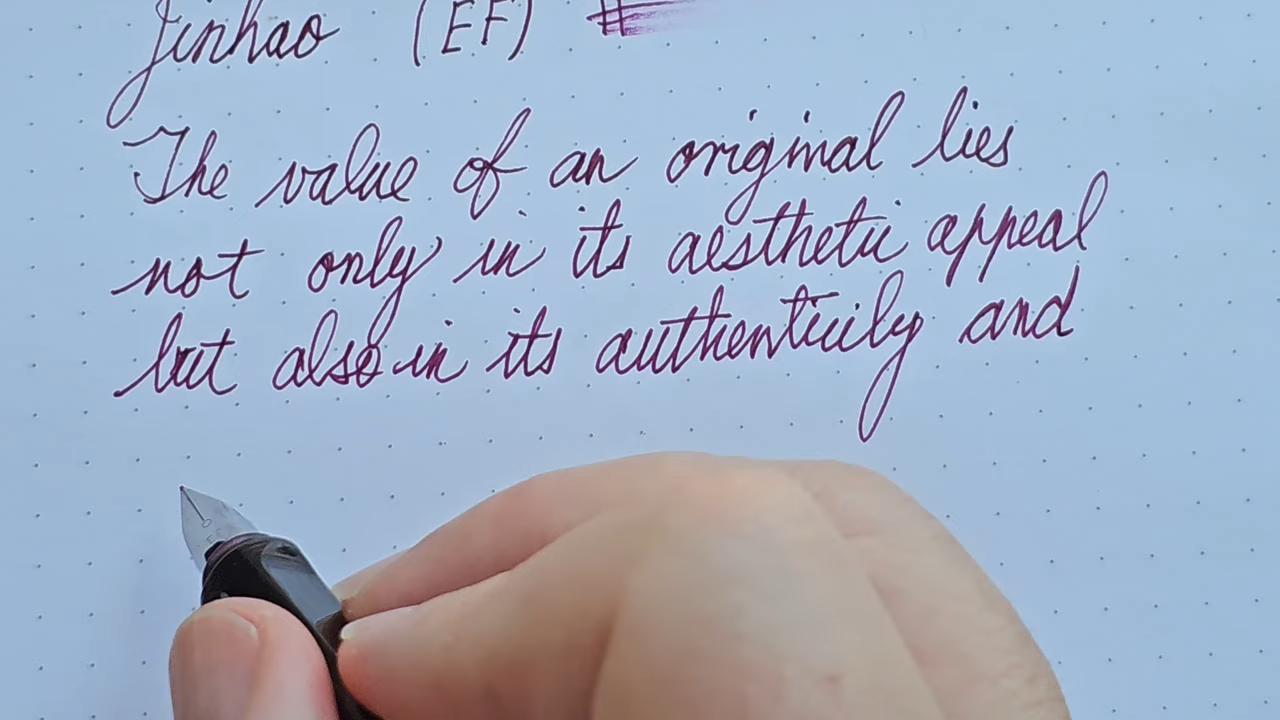 Jinhao (EF)
The value of an original lies
not only in its aesthetic appeal
but also in its authenticity and